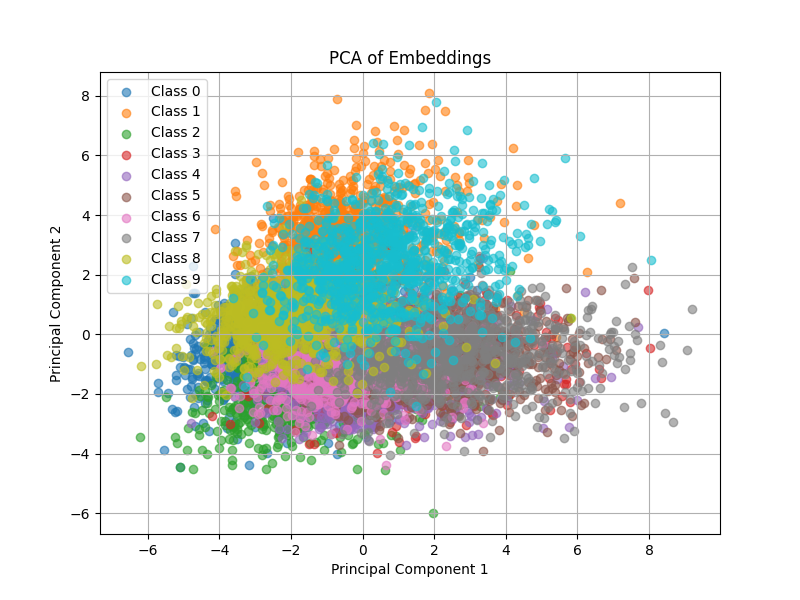 PCA of Embeddings
Class 0
Class 1
Class 2
Class 3
Class 4
Class 5
Class 6
Class 7
Class 8
Class 9
8
6
4
2
0
−2
−4
−6
Principal Component 2
−6 −4 −2 0 2 4 6 8
Principal Component 1